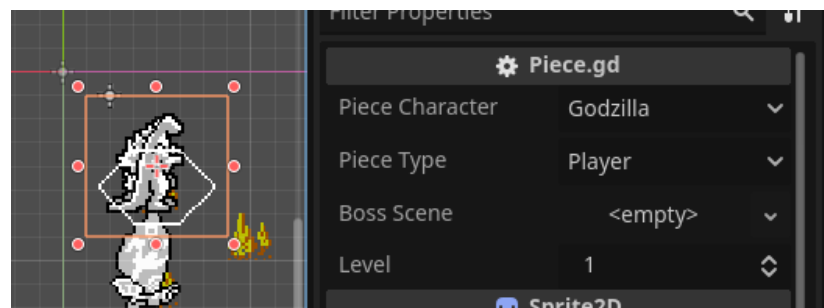 Filter Properties
Piece.gd
Piece Character Godzilla
Piece Type Player
Boss Scene <empty>
Level 1
Sprite2D